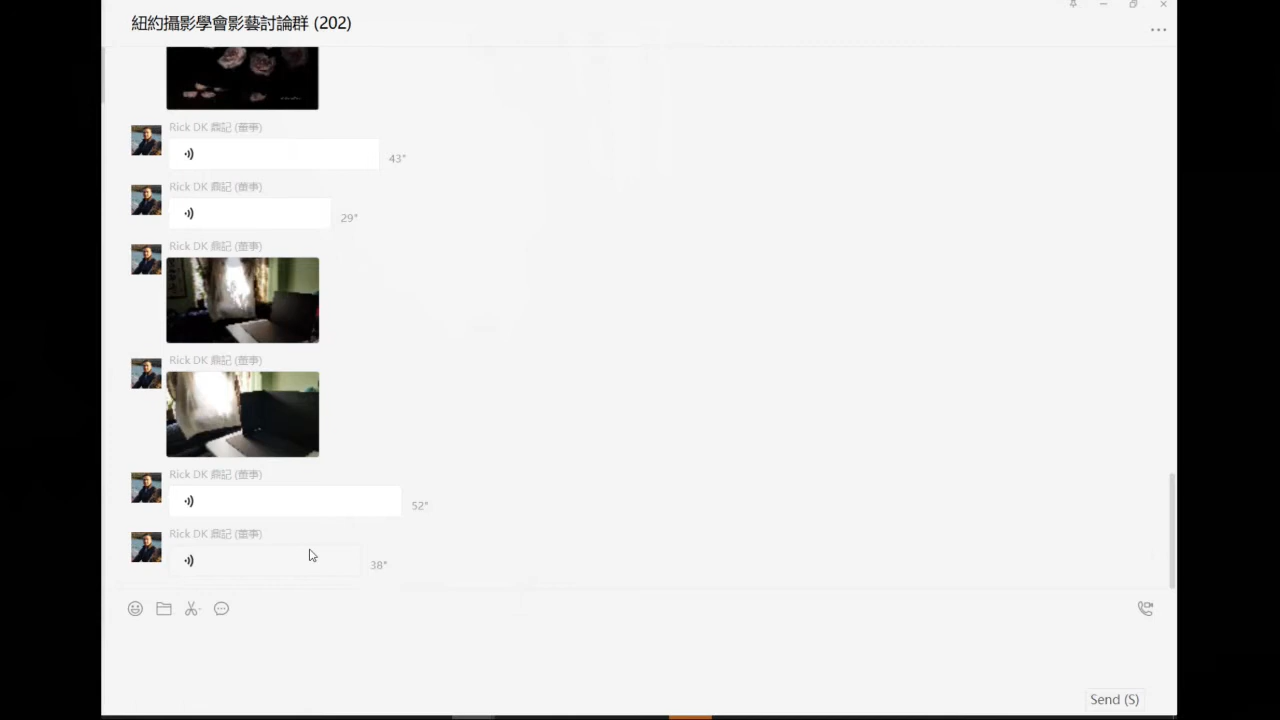 紐約攝影學會影藝討論群 (202)
Rick DK 鼎記 (董事)
43"
Rick DK 鼎記 (董事)
29"
Rick DK 鼎記 (董事)
Rick DK 鼎記 (董事)
Rick DK 鼎記 (董事)
52"
Rick DK 鼎記 (董事)
38"
Send (S)